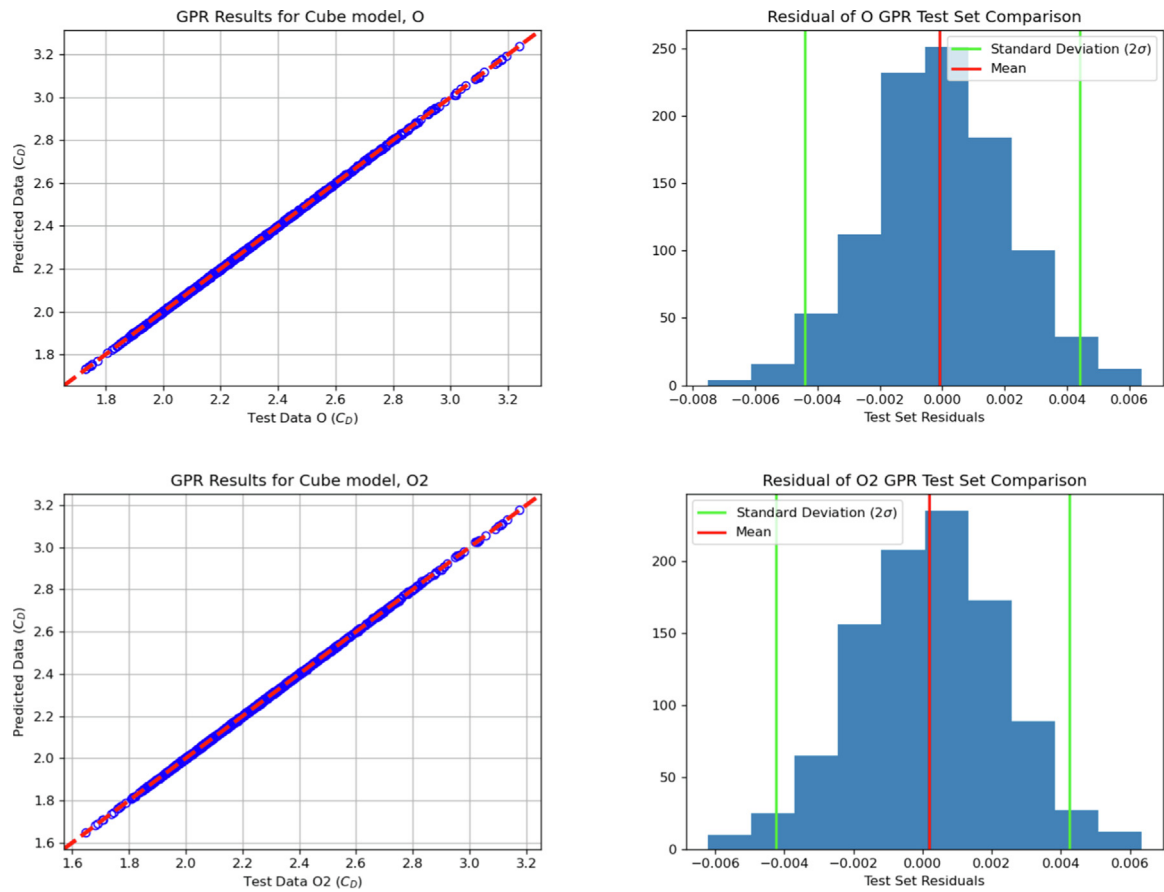 GPR Results for Cube model, O
Predicted Data (C_D)
3.2
3.0
2.8
2.6
2.4
2.2
2.0
1.8
1.8 2.0 2.2 2.4 2.6 2.8 3.0 3.2
Test Data O (C_D)
Residual of O GPR Test Set Comparison
Standard Deviation (2σ)
Mean
250
200
150
100
50
0
−0.008 −0.006 −0.004 −0.002 0.000 0.002 0.004 0.006
Test Set Residuals
GPR Results for Cube model, O2
Predicted Data (C_D)
3.2
3.0
2.8
2.6
2.4
2.2
2.0
1.8
1.6
1.6 1.8 2.0 2.2 2.4 2.6 2.8 3.0 3.2
Test Data O2 (C_D)
Residual of O2 GPR Test Set Comparison
Standard Deviation (2σ)
Mean
200
150
100
50
0
−0.006 −0.004 −0.002 0.000 0.002 0.004 0.006
Test Set Residuals